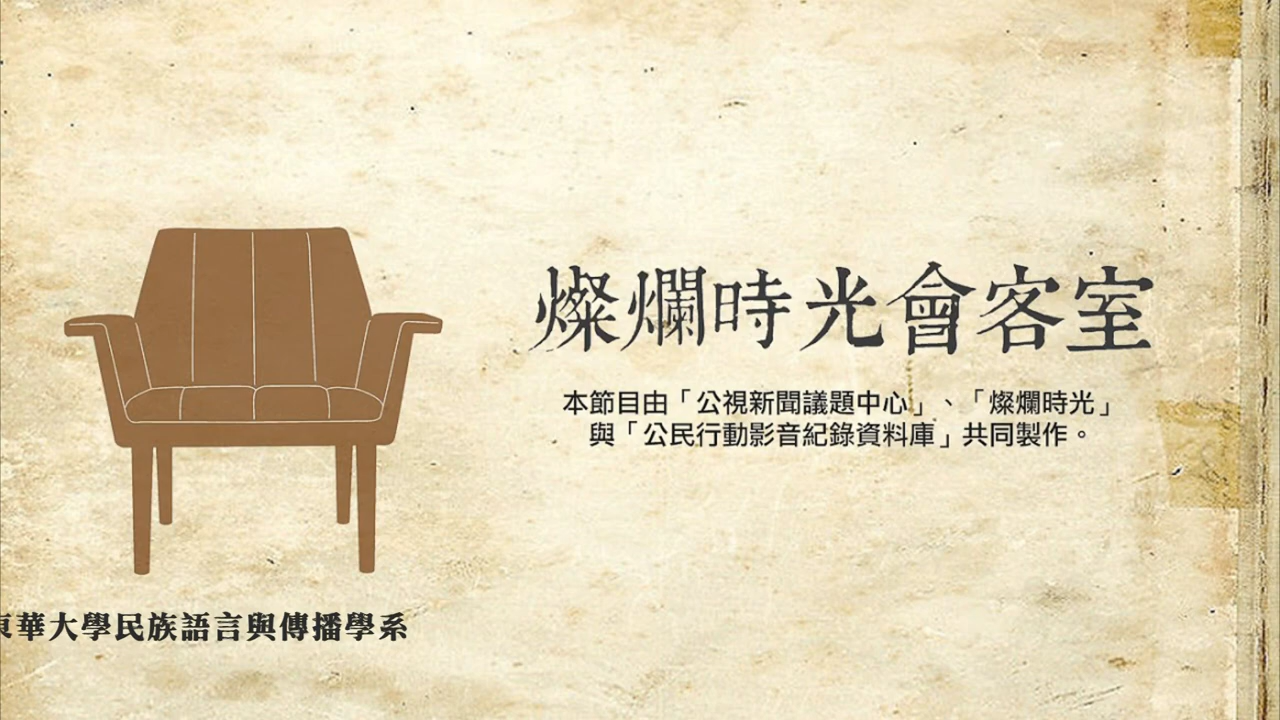 燦爛時光會客室
本節目由「公視新聞議題中心」、「燦爛時光」
與「公民行動影音紀錄資料庫」共同製作。
東華大學民族語言與傳播學系